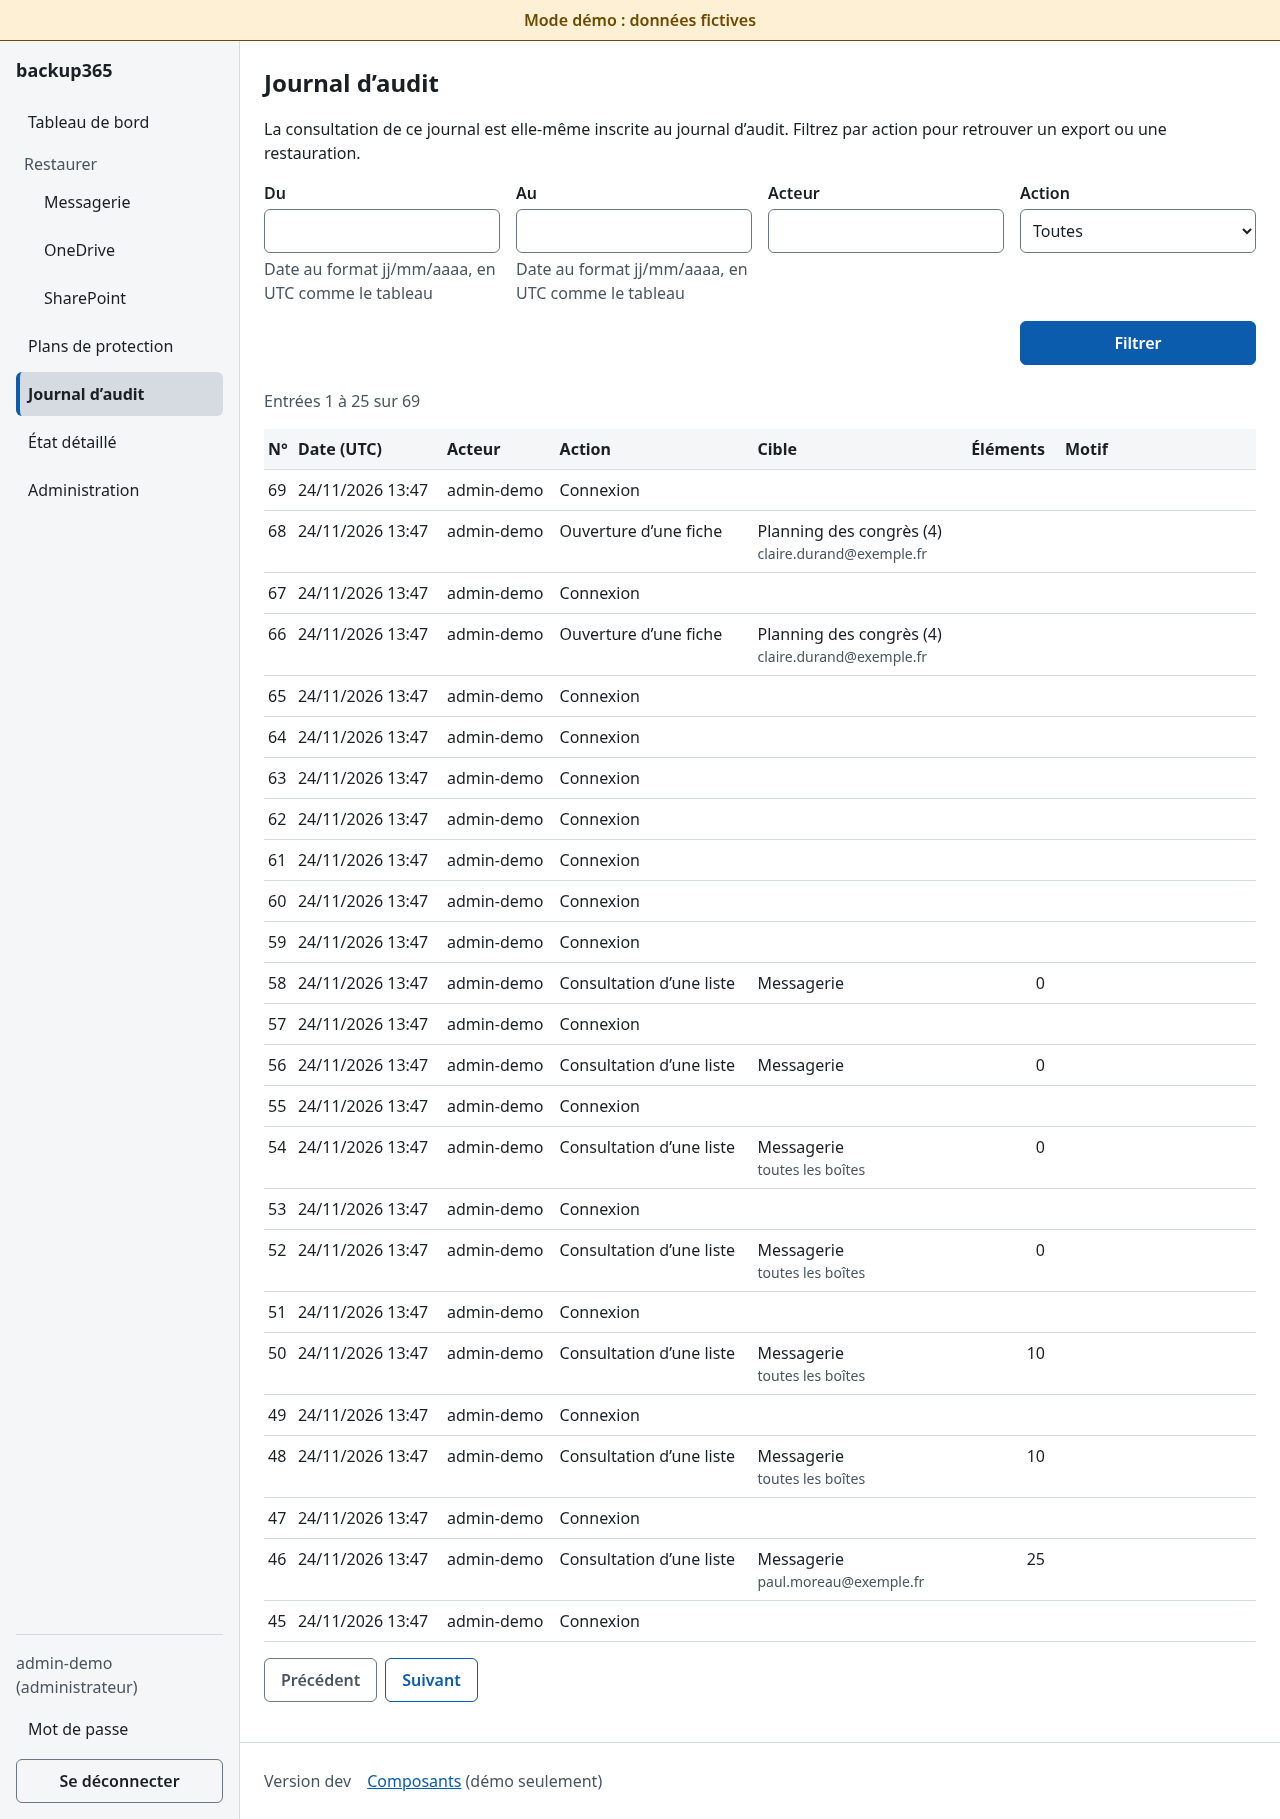 Mode démo : données fictives
backup365
Tableau de bord
Restaurer
Messagerie
OneDrive
SharePoint
Plans de protection
Journal d’audit
État détaillé
Administration
admin-demo
(administrateur)
Mot de passe
Se déconnecter
Journal d’audit
La consultation de ce journal est elle-même inscrite au journal d’audit. Filtrez par action pour retrouver un export ou une
restauration.
Du Au Acteur Action
Toutes
Date au format jj/mm/aaaa, en Date au format jj/mm/aaaa, en
UTC comme le tableau UTC comme le tableau
Filtrer
Entrées 1 à 25 sur 69
N° Date (UTC) Acteur Action Cible Éléments Motif
69 24/11/2026 13:47 admin-demo Connexion
68 24/11/2026 13:47 admin-demo Ouverture d’une fiche Planning des congrès (4)
claire.durand@exemple.fr
67 24/11/2026 13:47 admin-demo Connexion
66 24/11/2026 13:47 admin-demo Ouverture d’une fiche Planning des congrès (4)
claire.durand@exemple.fr
65 24/11/2026 13:47 admin-demo Connexion
64 24/11/2026 13:47 admin-demo Connexion
63 24/11/2026 13:47 admin-demo Connexion
62 24/11/2026 13:47 admin-demo Connexion
61 24/11/2026 13:47 admin-demo Connexion
60 24/11/2026 13:47 admin-demo Connexion
59 24/11/2026 13:47 admin-demo Connexion
58 24/11/2026 13:47 admin-demo Consultation d’une liste Messagerie 0
57 24/11/2026 13:47 admin-demo Connexion
56 24/11/2026 13:47 admin-demo Consultation d’une liste Messagerie 0
55 24/11/2026 13:47 admin-demo Connexion
54 24/11/2026 13:47 admin-demo Consultation d’une liste Messagerie 0
toutes les boîtes
53 24/11/2026 13:47 admin-demo Connexion
52 24/11/2026 13:47 admin-demo Consultation d’une liste Messagerie 0
toutes les boîtes
51 24/11/2026 13:47 admin-demo Connexion
50 24/11/2026 13:47 admin-demo Consultation d’une liste Messagerie 10
toutes les boîtes
49 24/11/2026 13:47 admin-demo Connexion
48 24/11/2026 13:47 admin-demo Consultation d’une liste Messagerie 10
toutes les boîtes
47 24/11/2026 13:47 admin-demo Connexion
46 24/11/2026 13:47 admin-demo Consultation d’une liste Messagerie 25
paul.moreau@exemple.fr
45 24/11/2026 13:47 admin-demo Connexion
Précédent Suivant
Version dev Composants (démo seulement)